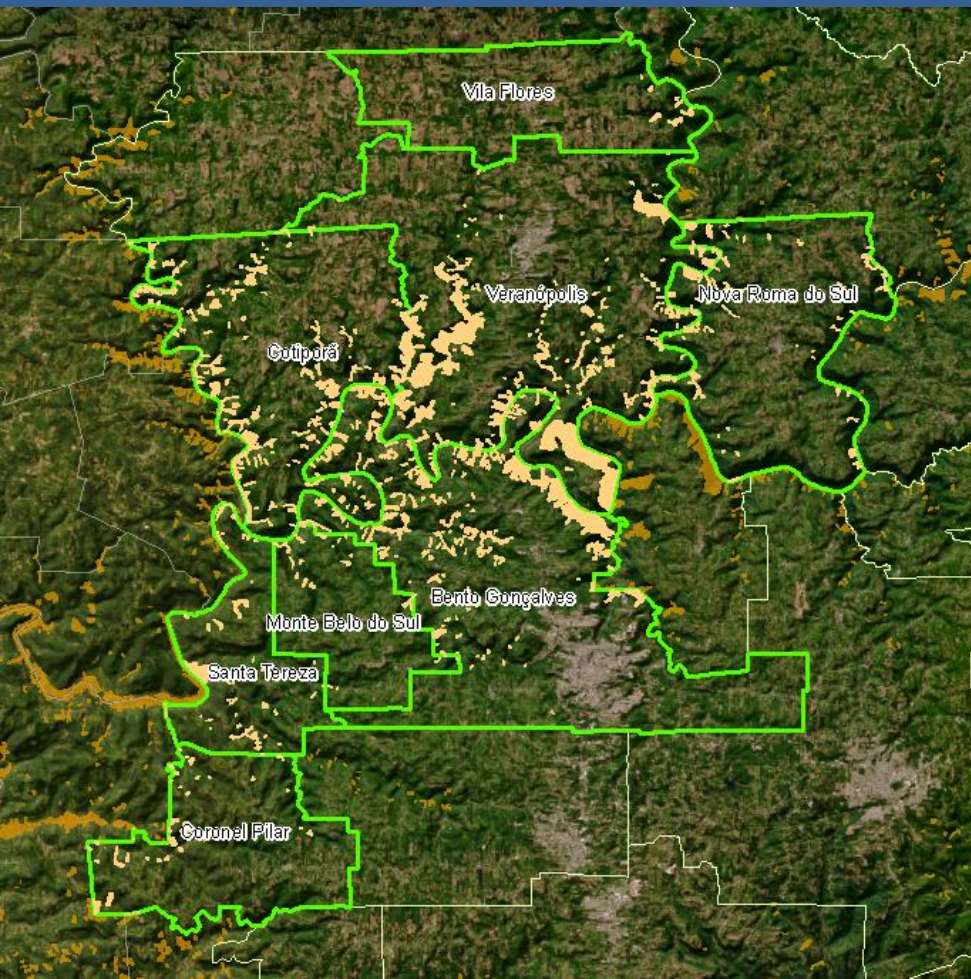 Vila Flores
Veranópolis
Nova Roma do Sul
Cotiporã
Bento Gonçalves
Monte Belo do Sul
Santa Tereza
Coronel Pilar